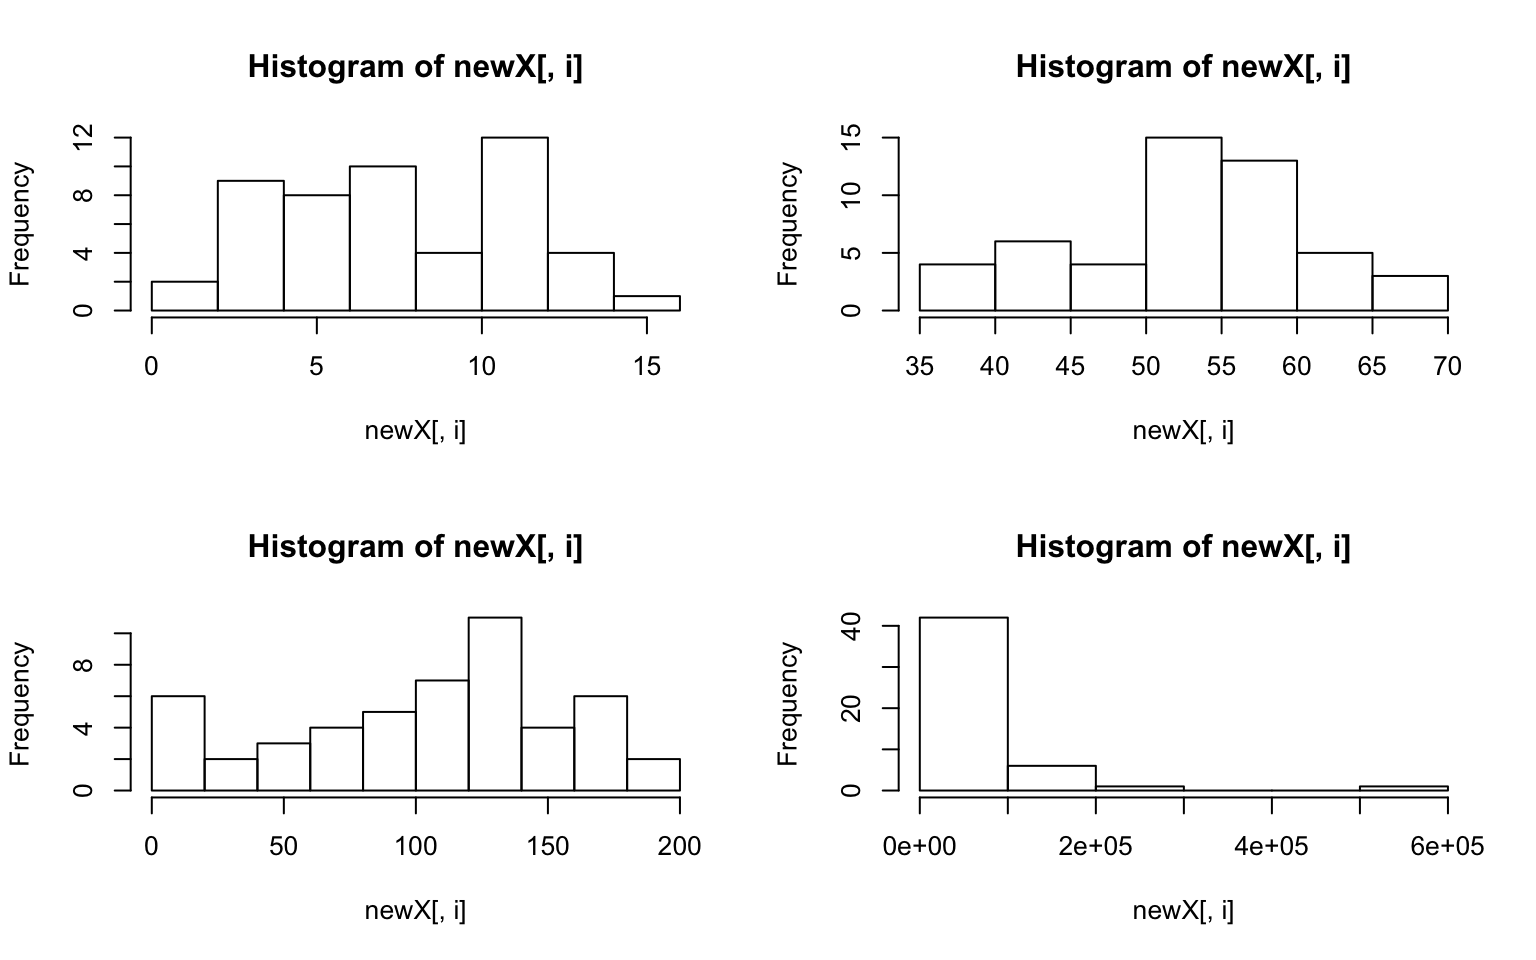 Histogram of newX[, i]
Frequency
12
8
4
0
0 5 10 15
newX[, i]
Histogram of newX[, i]
Frequency
15
10
5
0
35 40 45 50 55 60 65 70
newX[, i]
Histogram of newX[, i]
Frequency
8
4
0
0 50 100 150 200
newX[, i]
Histogram of newX[, i]
Frequency
40
20
0
0e+00 2e+05 4e+05 6e+05
newX[, i]